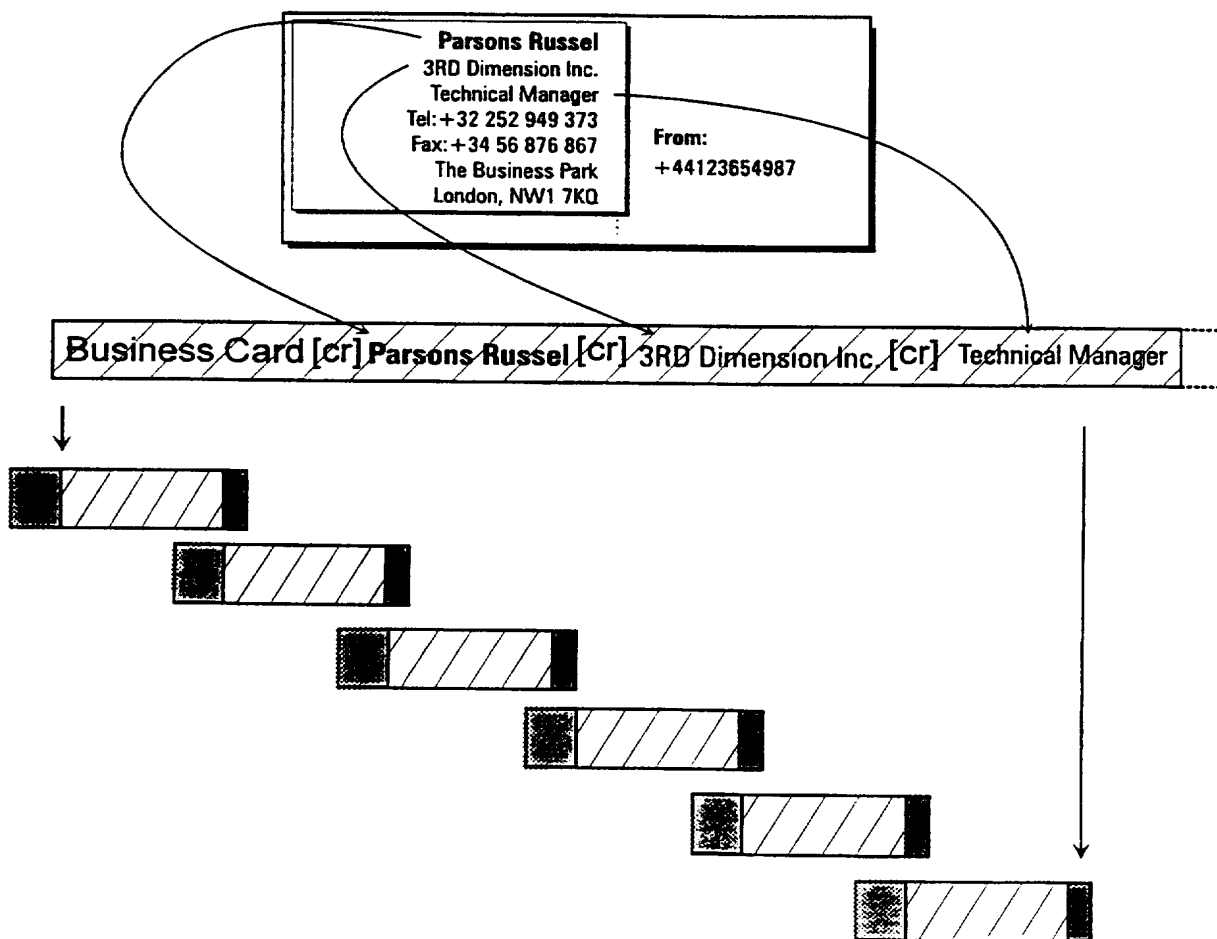 Parsons Russel
3RD Dimension Inc.
Technical Manager
Tel:+32 252 949 373
Fax:+34 56 876 867
The Business Park
London, NW1 7KQ
From:
+44123654987
Business Card [cr] Parsons Russel [cr] 3RD Dimension Inc. [cr] Technical Manager